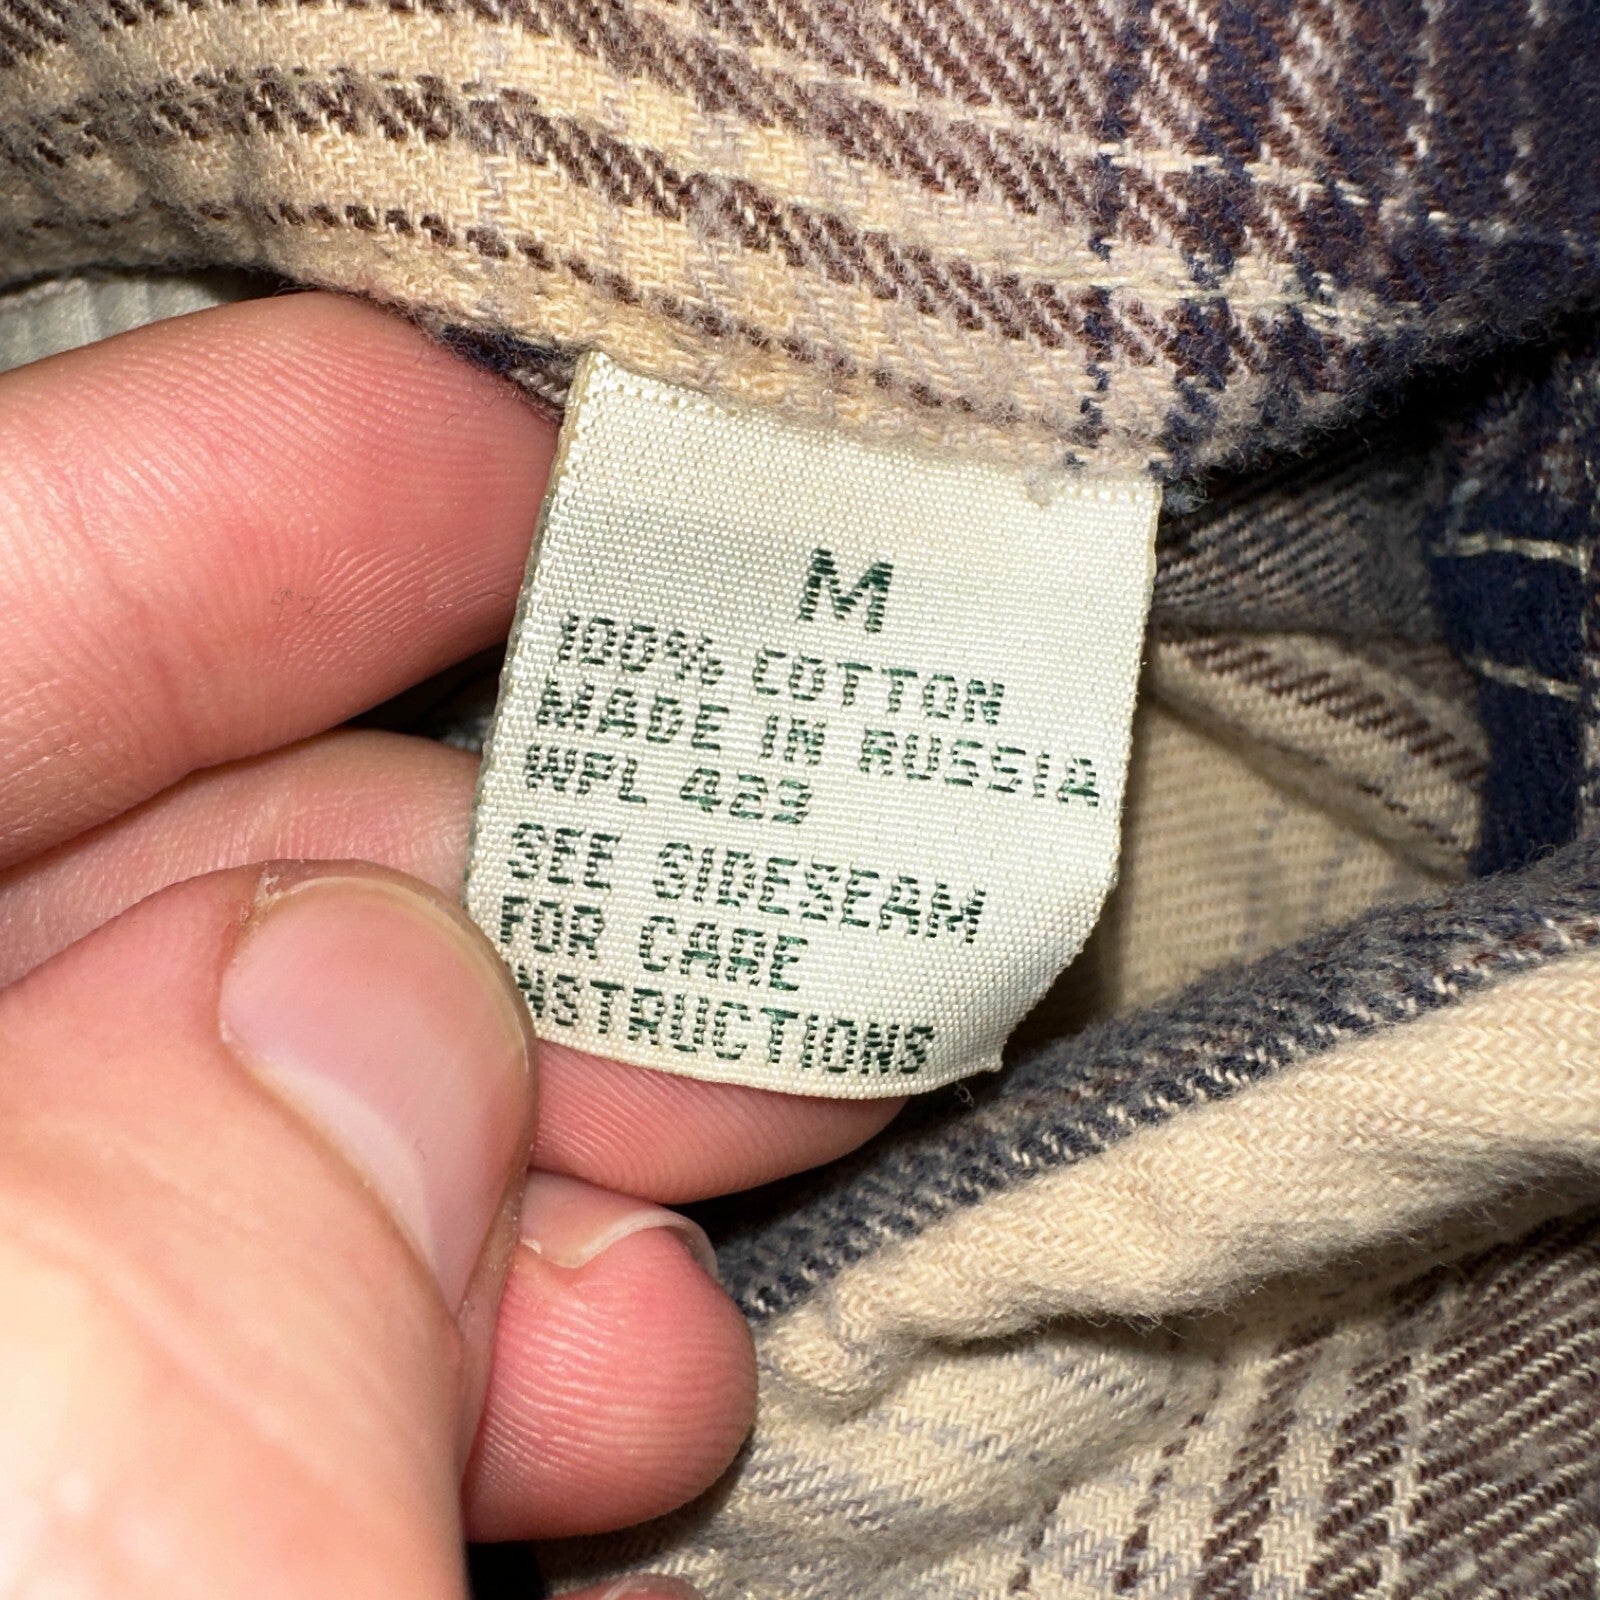 M
100% COTTON
MADE IN RUSSIA
WPL 423
SEE SIDESEAM
FOR CARE
INSTRUCTIONS